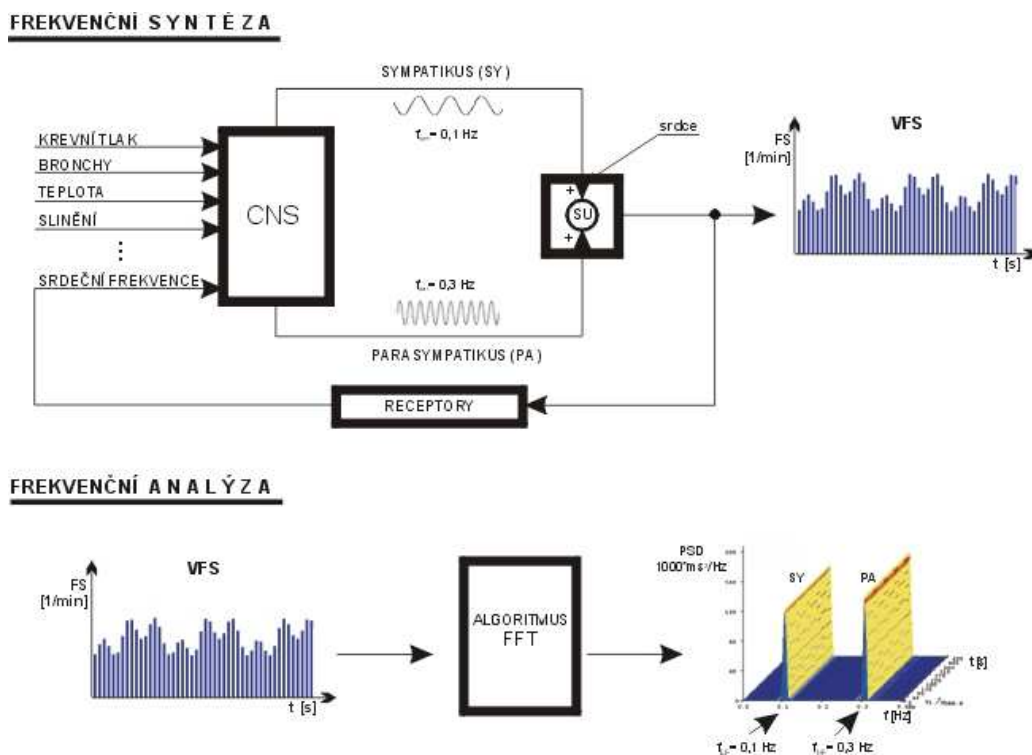 FREKVENČNÍ SYNTÉZA
SYMPATIKUS (SY)
= 0,1 Hz
KREVNÍ TLAK
BRONCHY
TEPLOTA
SLINĚNÍ
⋮
SRDEČNÍ FREKVENCE
CNS
srdce
+
SU
+
VFS
FS
[1/min]
t [s]
= 0,3 Hz
PARASYMPATIKUS (PA)
RECEPTORY
FREKVENČNÍ ANALÝZA
VFS
FS
[1/min]
t [s]
ALGORITMUS
FFT
PSD
1000*ms²/Hz
SY
PA
t [s]
f [Hz]
= 0,1 Hz
= 0,3 Hz